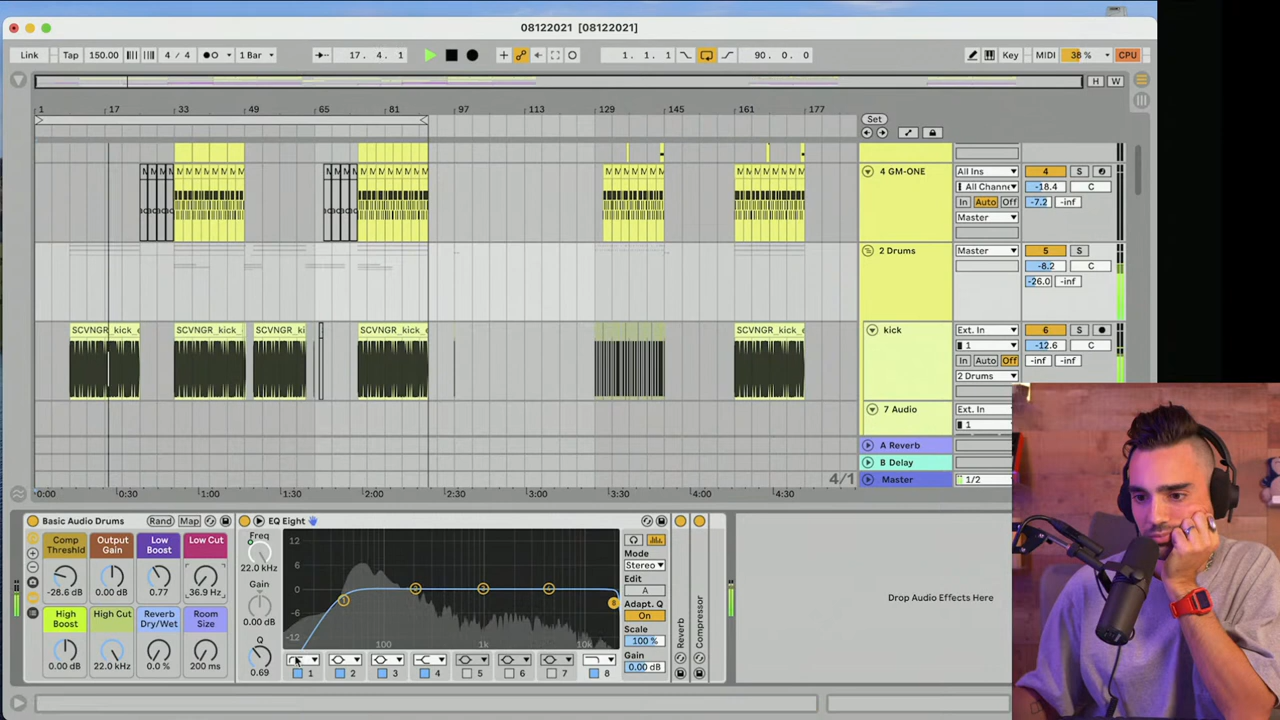 08122021 [08122021]
Link Tap 150.00 4 / 4 1 Bar 17. 4. 1 1. 1. 1 90. 0. 0 Key MIDI 38 % CPU
H W
1 17 33 49 65 81 97 113 129 145 161 177
Set
M M M M
4 GM-ONE All Ins 4 S
All Channe -18.4 C
In Auto Off -7.2 -inf
Master
2 Drums Master 5 S
-8.2 C
-26.0 -inf
SCVNGR_kick_ SCVNGR_kick_ SCVNGR_ki SCVNGR_kick_ SCVNGR_kick_ kick Ext. In 6 S
1 -12.6 C
In Auto Off -inf -inf
2 Drums
7 Audio Ext. In
1
A Reverb
B Delay
4/1 Master 1/2
0:00 0:30 1:00 1:30 2:00 2:30 3:00 3:30 4:00 4:30
Basic Audio Drums Rand Map
Comp Threshld
Output Gain
Low Boost
Low Cut
-28.6 dB 0.00 dB 0.77 36.9 Hz
High Boost
High Cut
Reverb Dry/Wet
Room Size
0.00 dB 22.0 kHz 0.0 % 200 ms
EQ Eight
Freq
22.0 kHz
Gain
0.00 dB
Q
0.69
12
6
0
-6
-12
100 1k 10k
1 2 3 4 8
1 2 3 4 5 6 7 8
Mode
Stereo
Edit
A
Adapt. Q
On
Scale
100 %
Gain
0.00 dB
Reverb
Compressor
Drop Audio Effects Here